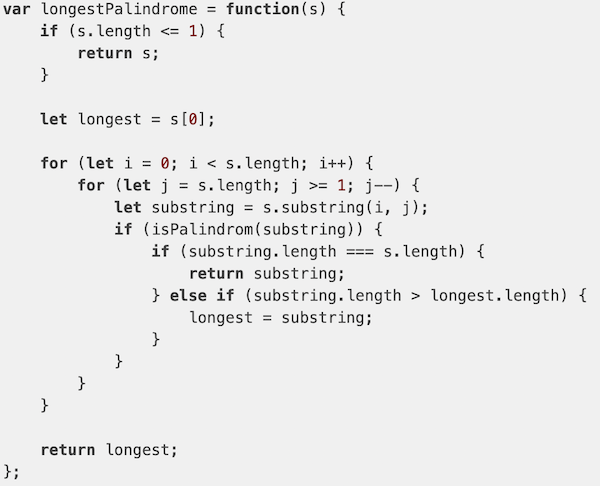 var longestPalindrome = function(s) {
    if (s.length <= 1) {
        return s;
    }

    let longest = s[0];

    for (let i = 0; i < s.length; i++) {
        for (let j = s.length; j >= 1; j--) {
            let substring = s.substring(i, j);
            if (isPalindrom(substring)) {
                if (substring.length === s.length) {
                    return substring;
                } else if (substring.length > longest.length) {
                    longest = substring;
                }
            }
        }
    }

    return longest;
};